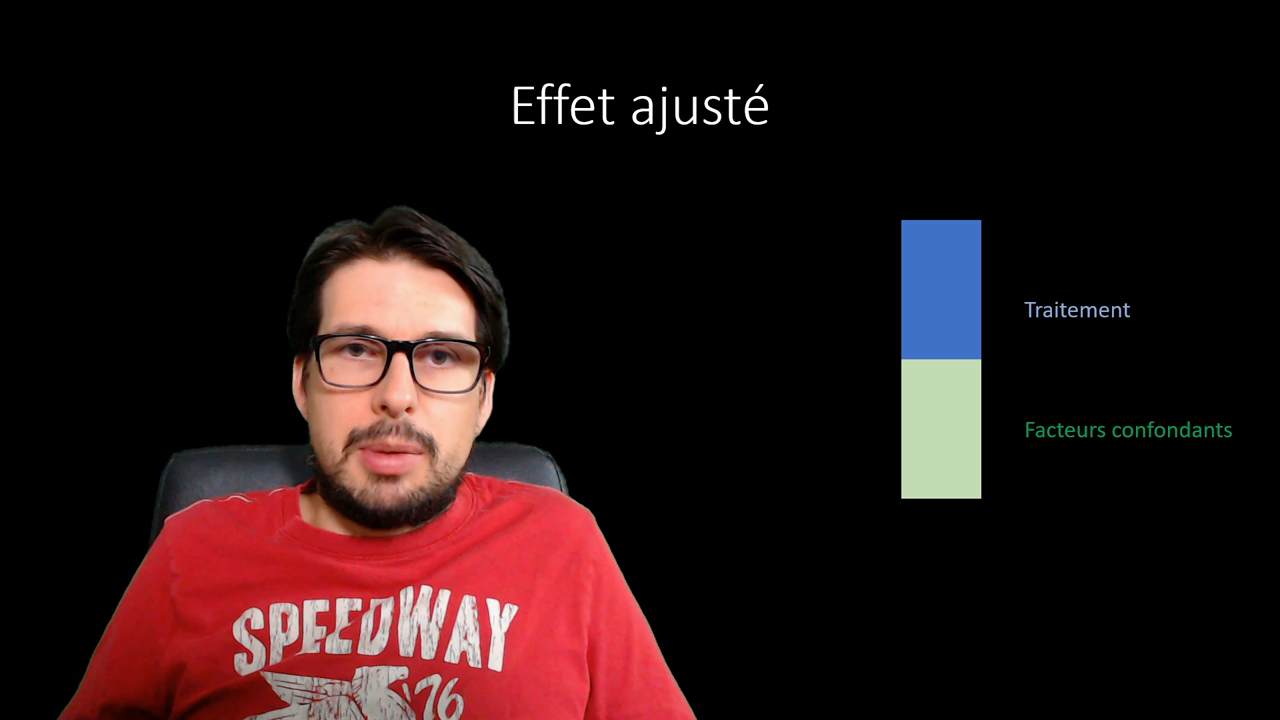 Effet ajusté
Traitement
Facteurs confondants
SPEEDWAY
'76